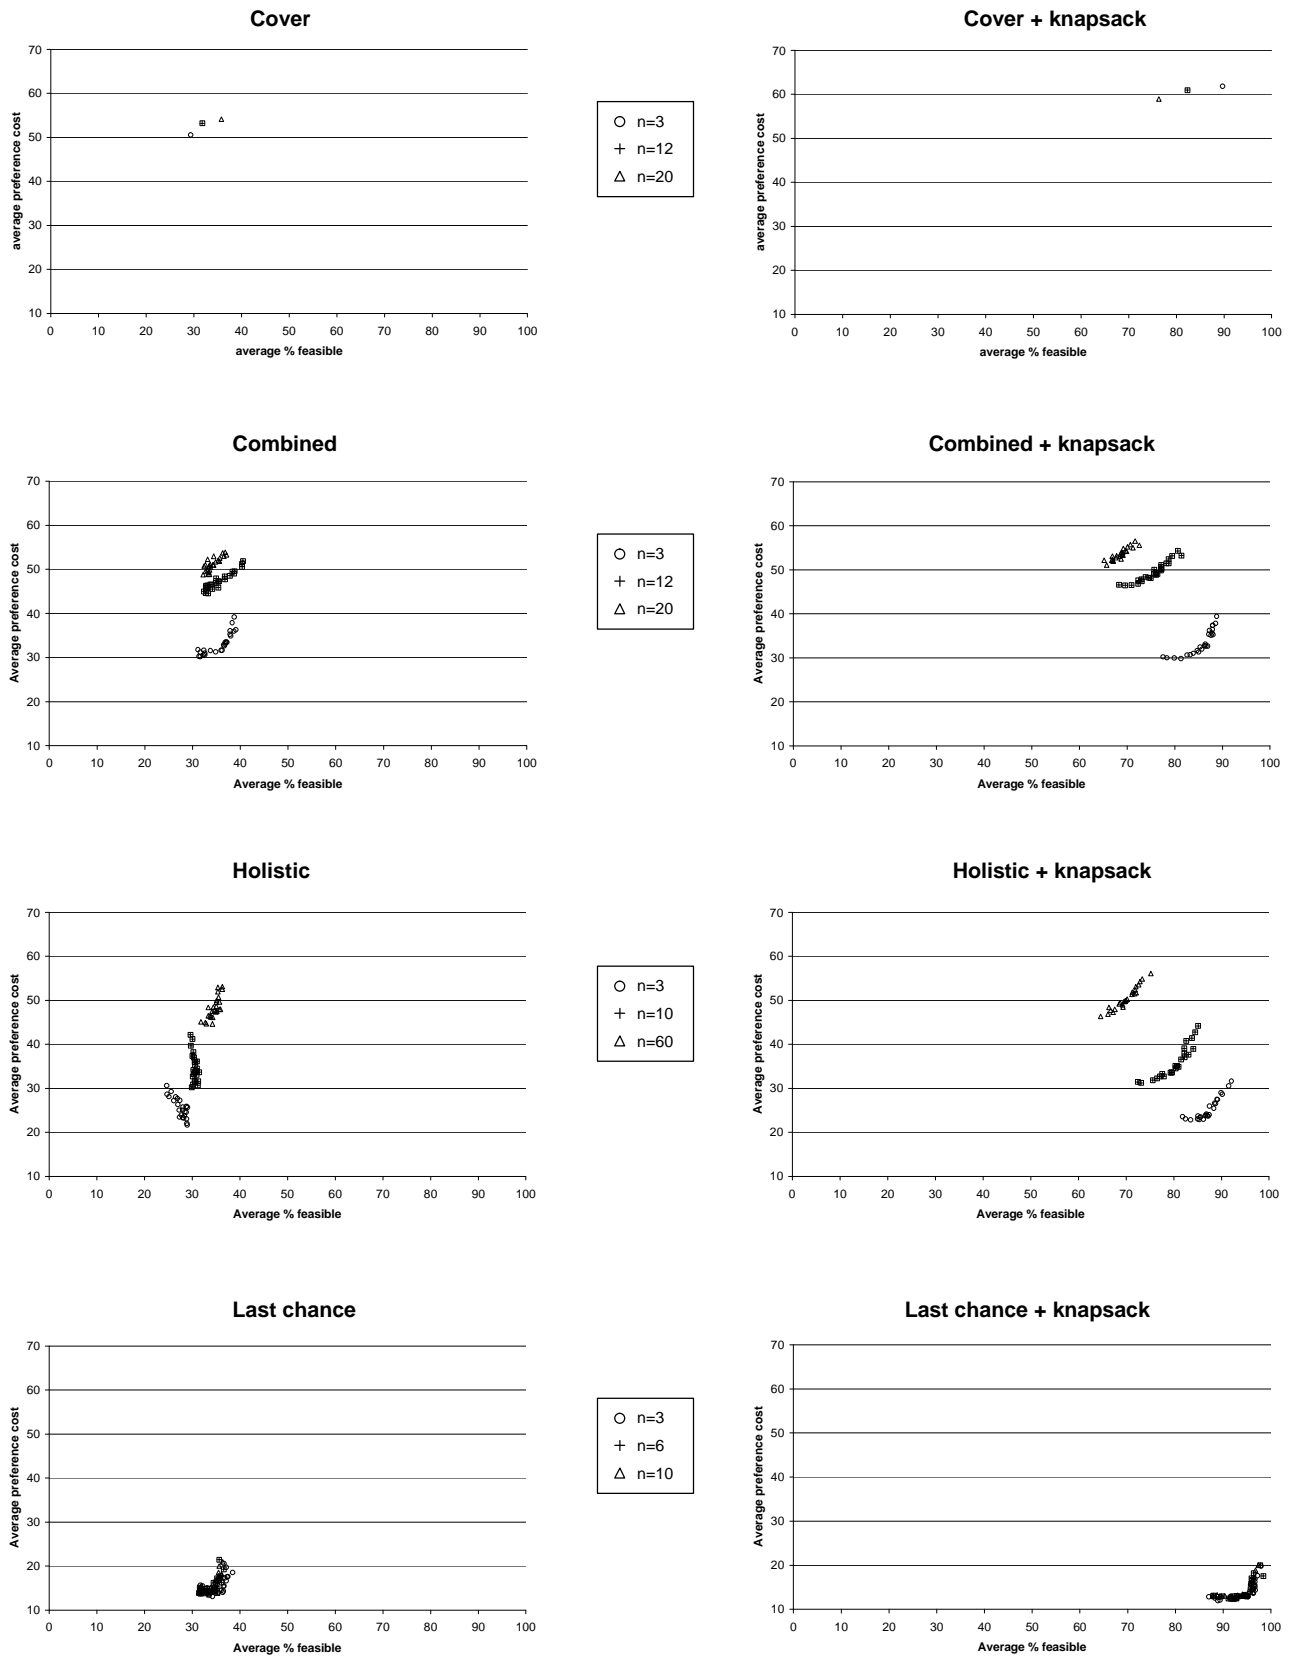 Cover
Cover + knapsack
70
60
50
40
30
20
10
average preference cost
0 10 20 30 40 50 60 70 80 90 100
average % feasible
n=3
n=12
n=20
70
60
50
40
30
20
10
average preference cost
0 10 20 30 40 50 60 70 80 90 100
average % feasible
Combined
Combined + knapsack
70
60
50
40
30
20
10
Average preference cost
0 10 20 30 40 50 60 70 80 90 100
Average % feasible
n=3
n=12
n=20
70
60
50
40
30
20
10
Average preference cost
0 10 20 30 40 50 60 70 80 90 100
Average % feasible
Holistic
Holistic + knapsack
70
60
50
40
30
20
10
Average preference cost
0 10 20 30 40 50 60 70 80 90 100
Average % feasible
n=3
n=10
n=60
70
60
50
40
30
20
10
Average preference cost
0 10 20 30 40 50 60 70 80 90 100
Average % feasible
Last chance
Last chance + knapsack
70
60
50
40
30
20
10
Average preference cost
0 10 20 30 40 50 60 70 80 90 100
Average % feasible
n=3
n=6
n=10
70
60
50
40
30
20
10
Average preference cost
0 10 20 30 40 50 60 70 80 90 100
Average % feasible